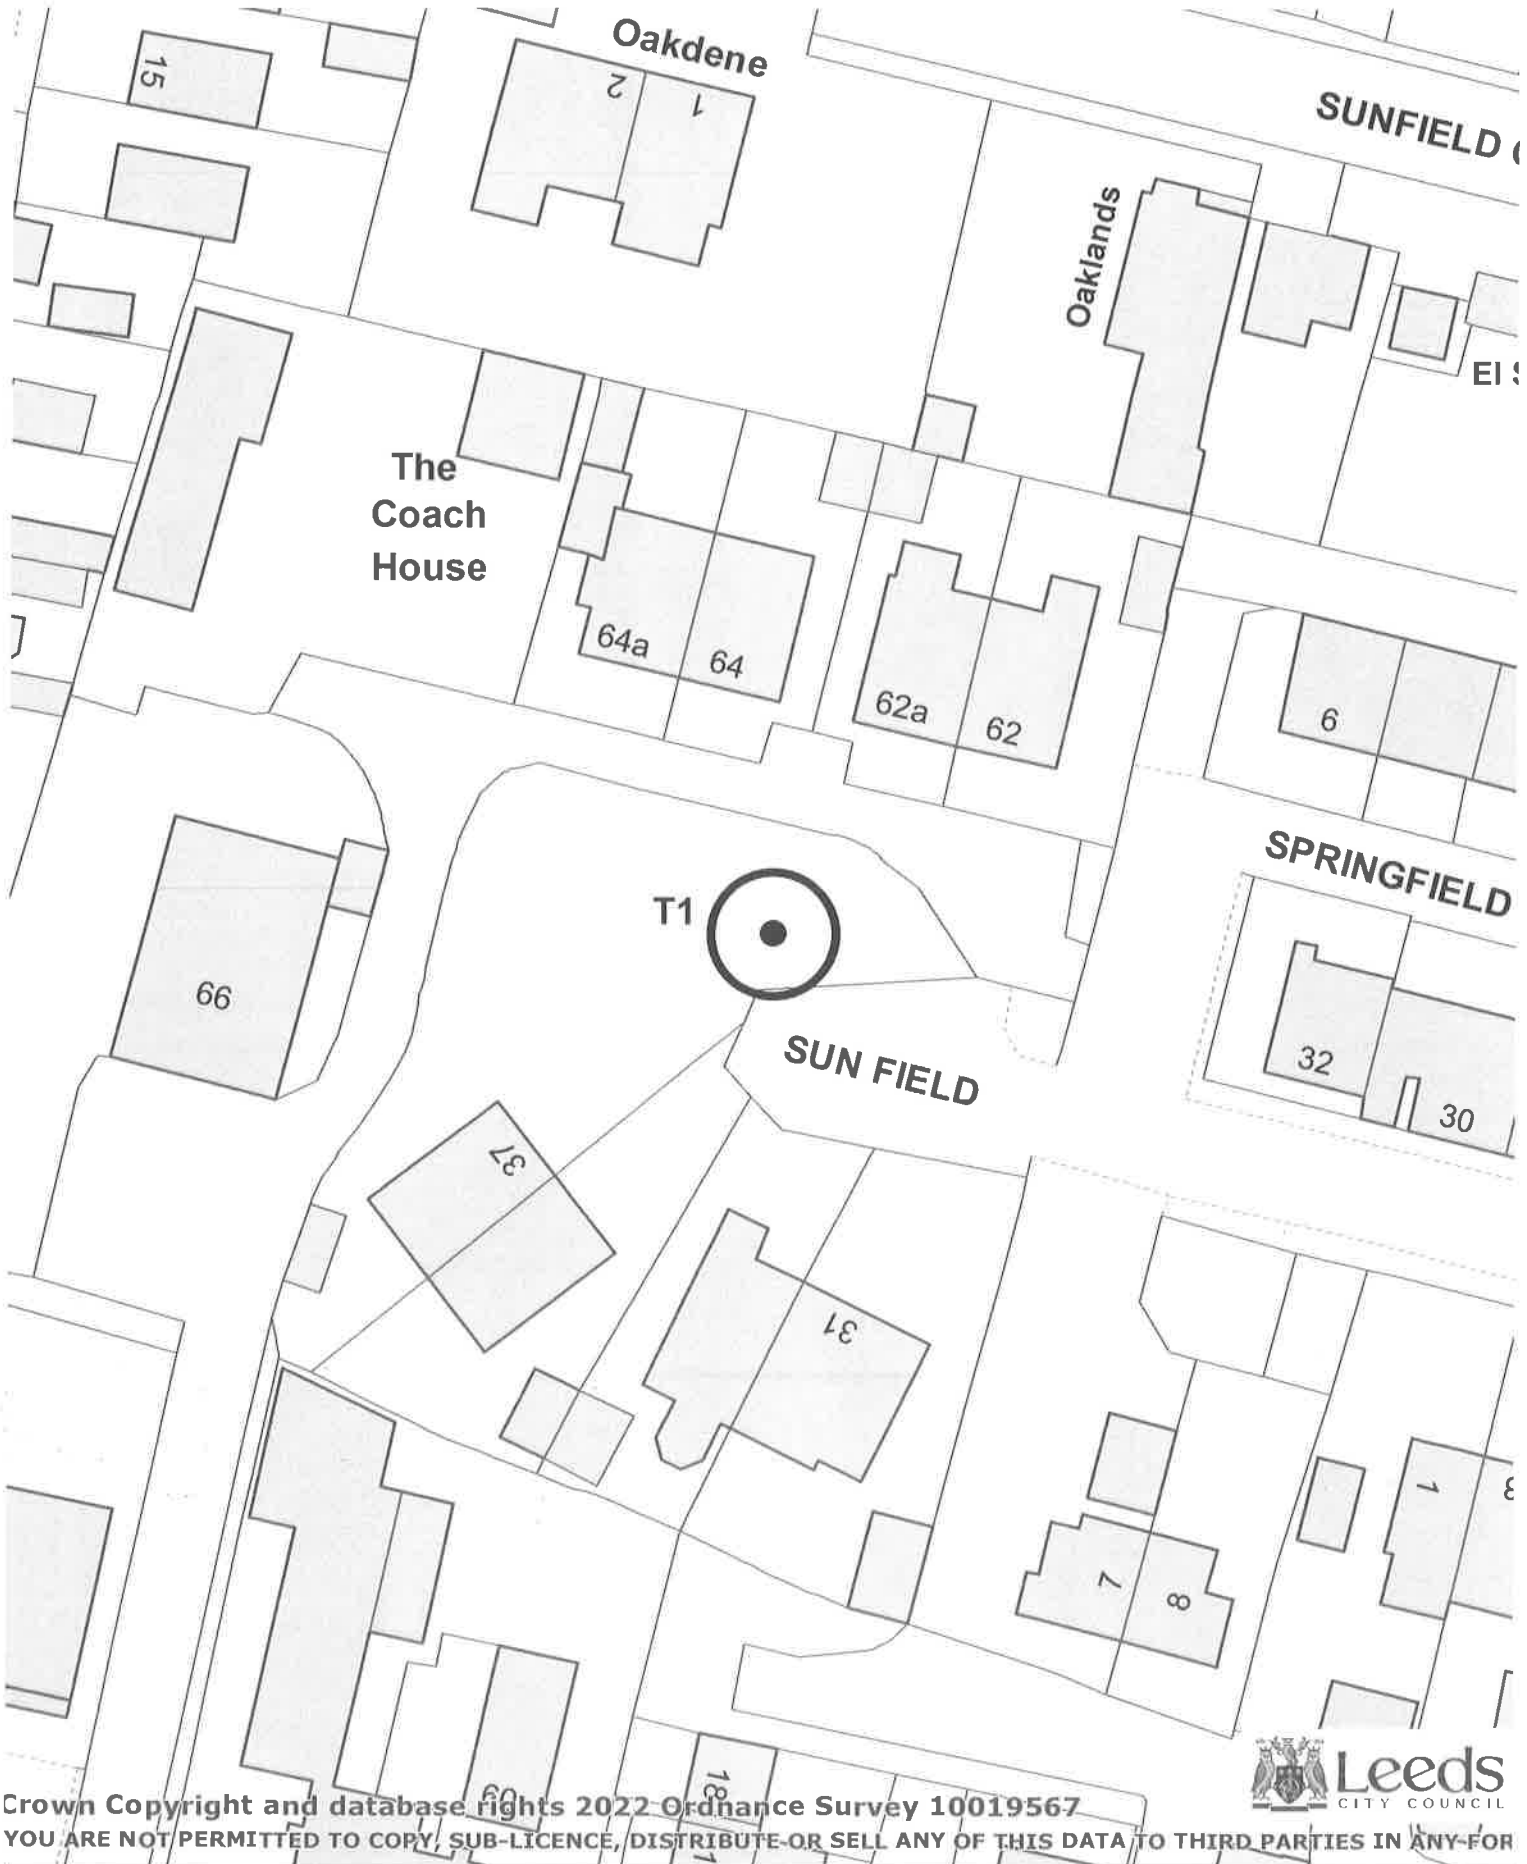 Oakdene
15
2
1
SUNFIELD
Oaklands
El
The
Coach
House
64a
64
62a
62
6
SPRINGFIELD
T1
66
SUN FIELD
32
30
37
31
1
3
7
8
60
18
Leeds
CITY COUNCIL
Crown Copyright and database rights 2022 Ordnance Survey 10019567
YOU ARE NOT PERMITTED TO COPY, SUB-LICENCE, DISTRIBUTE OR SELL ANY OF THIS DATA TO THIRD PARTIES IN ANY FOR